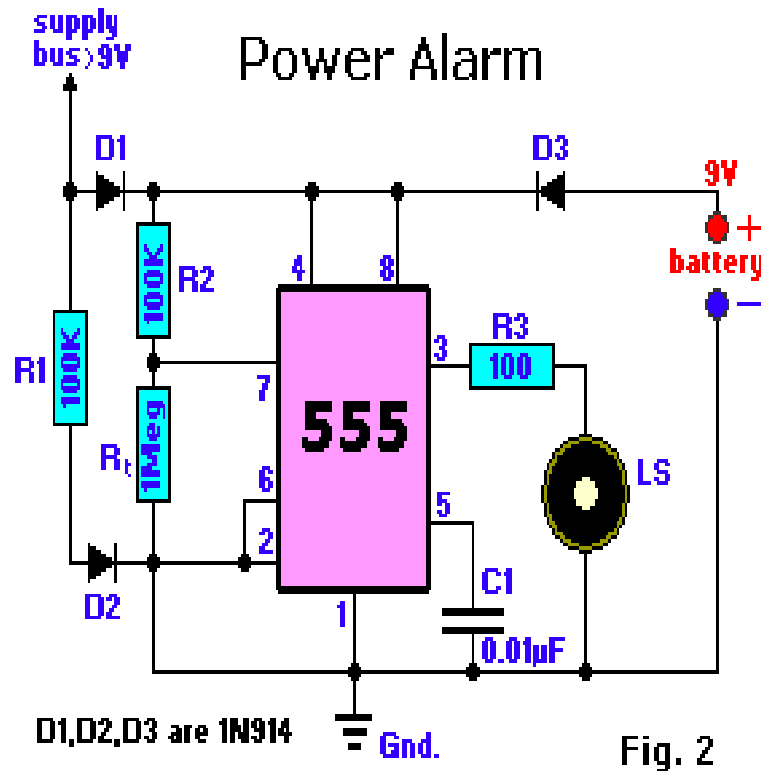 supply
bus>9V
Power Alarm
D1
D3
9V
+
battery
−
4
8
100K
R2
R1
100K
7
3
R3
100
555
Rt
1Meg
6
5
LS
2
D2
1
C1
0.01µF
D1,D2,D3 are 1N914
Gnd.
Fig. 2